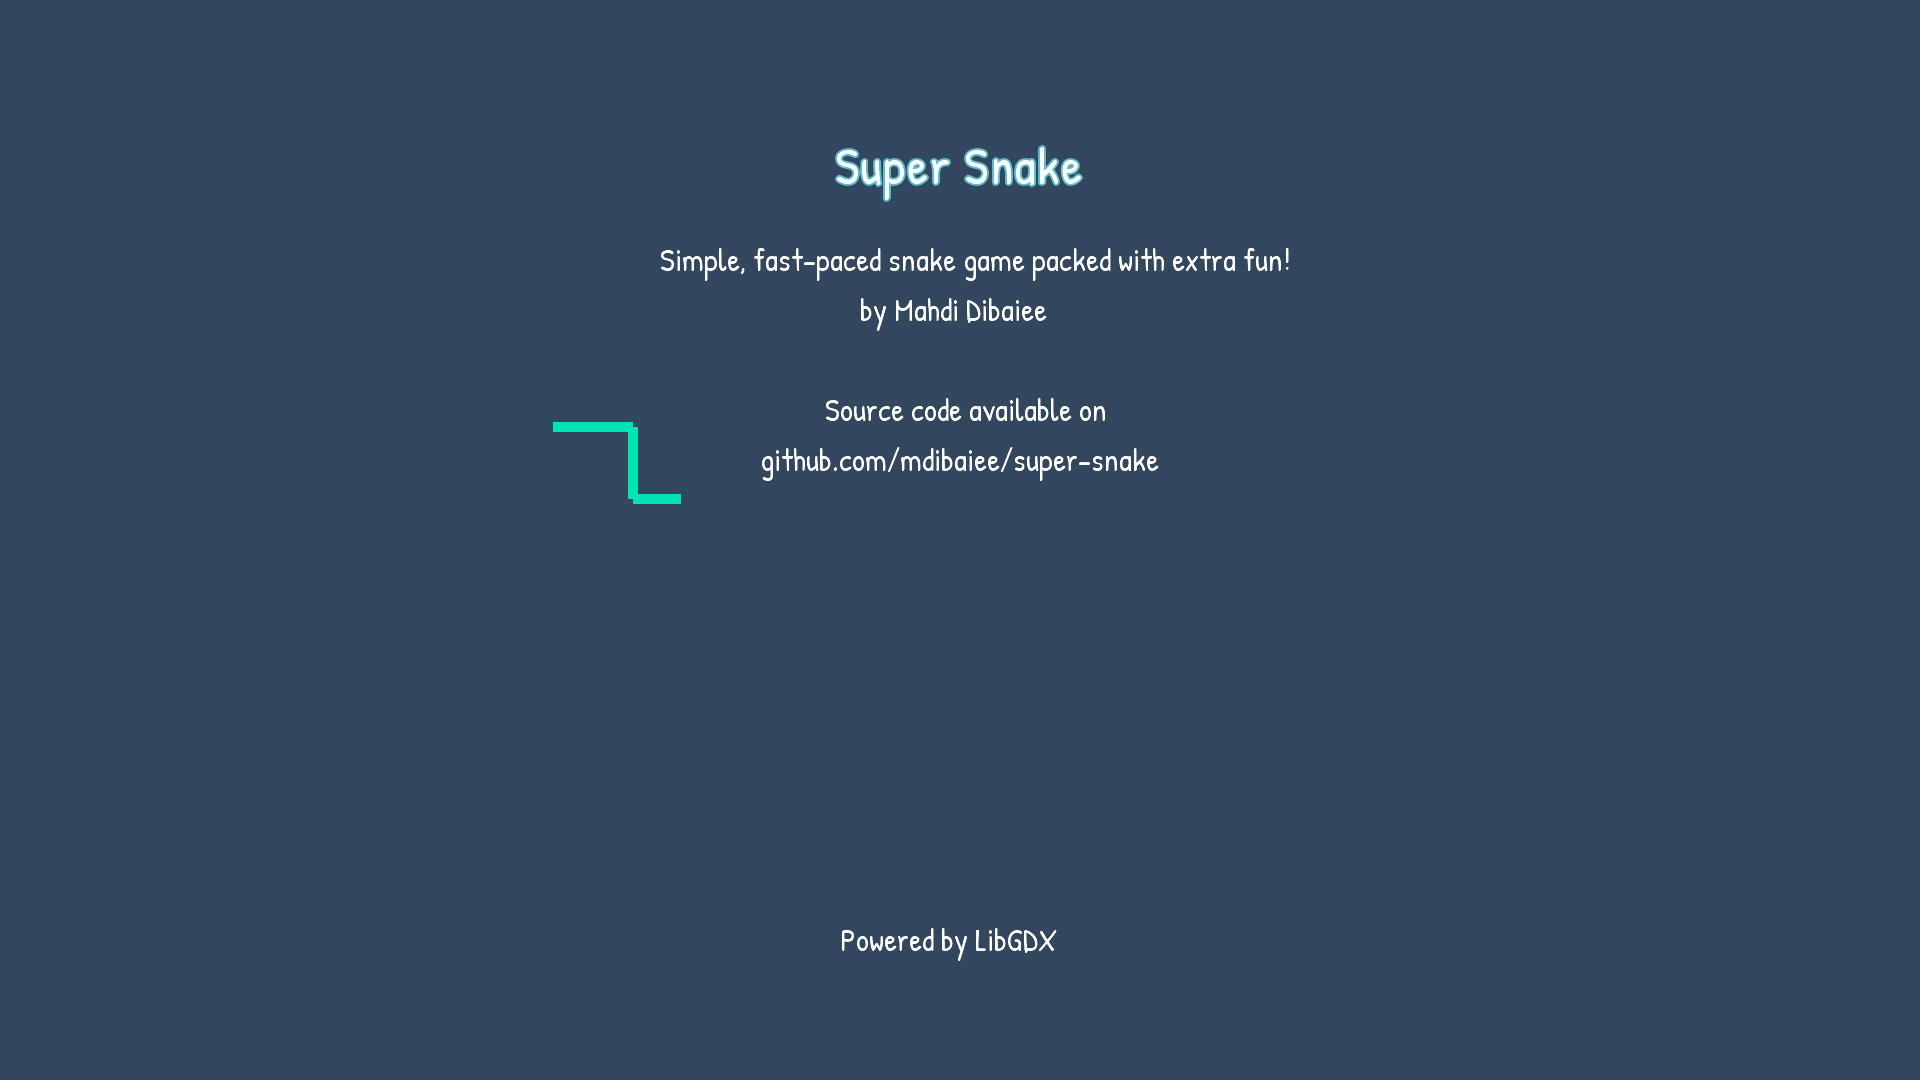 Super Snake
Simple, fast-paced snake game packed with extra fun!
by Mahdi Dibaiee
Source code available on
github.com/mdibaiee/super-snake
Powered by LibGDX